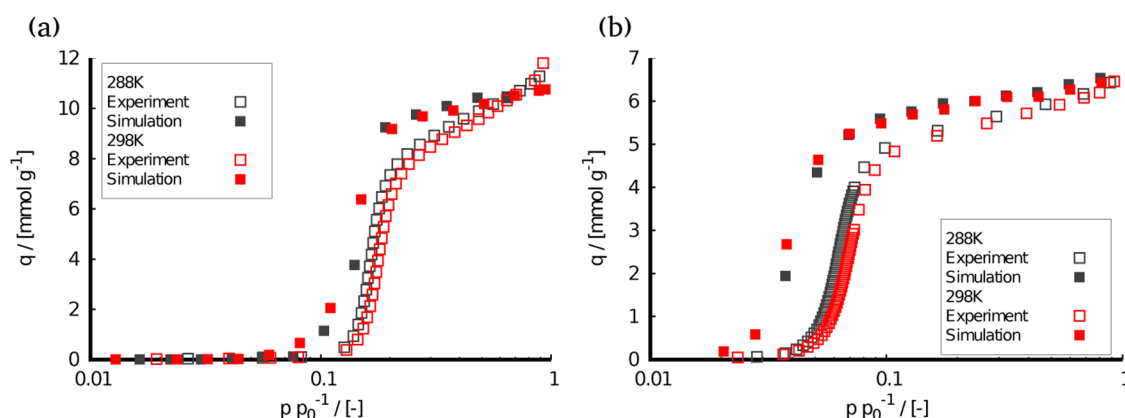 (a)
12
10
8
6
4
2
0
q / [mmol g-1]
288K
Experiment
Simulation
298K
Experiment
Simulation
0.01
0.1
1
p p0-1 / [-]
(b)
7
6
5
4
3
2
1
0
q / [mmol g-1]
288K
Experiment
Simulation
298K
Experiment
Simulation
0.01
0.1
1
p p0-1 / [-]